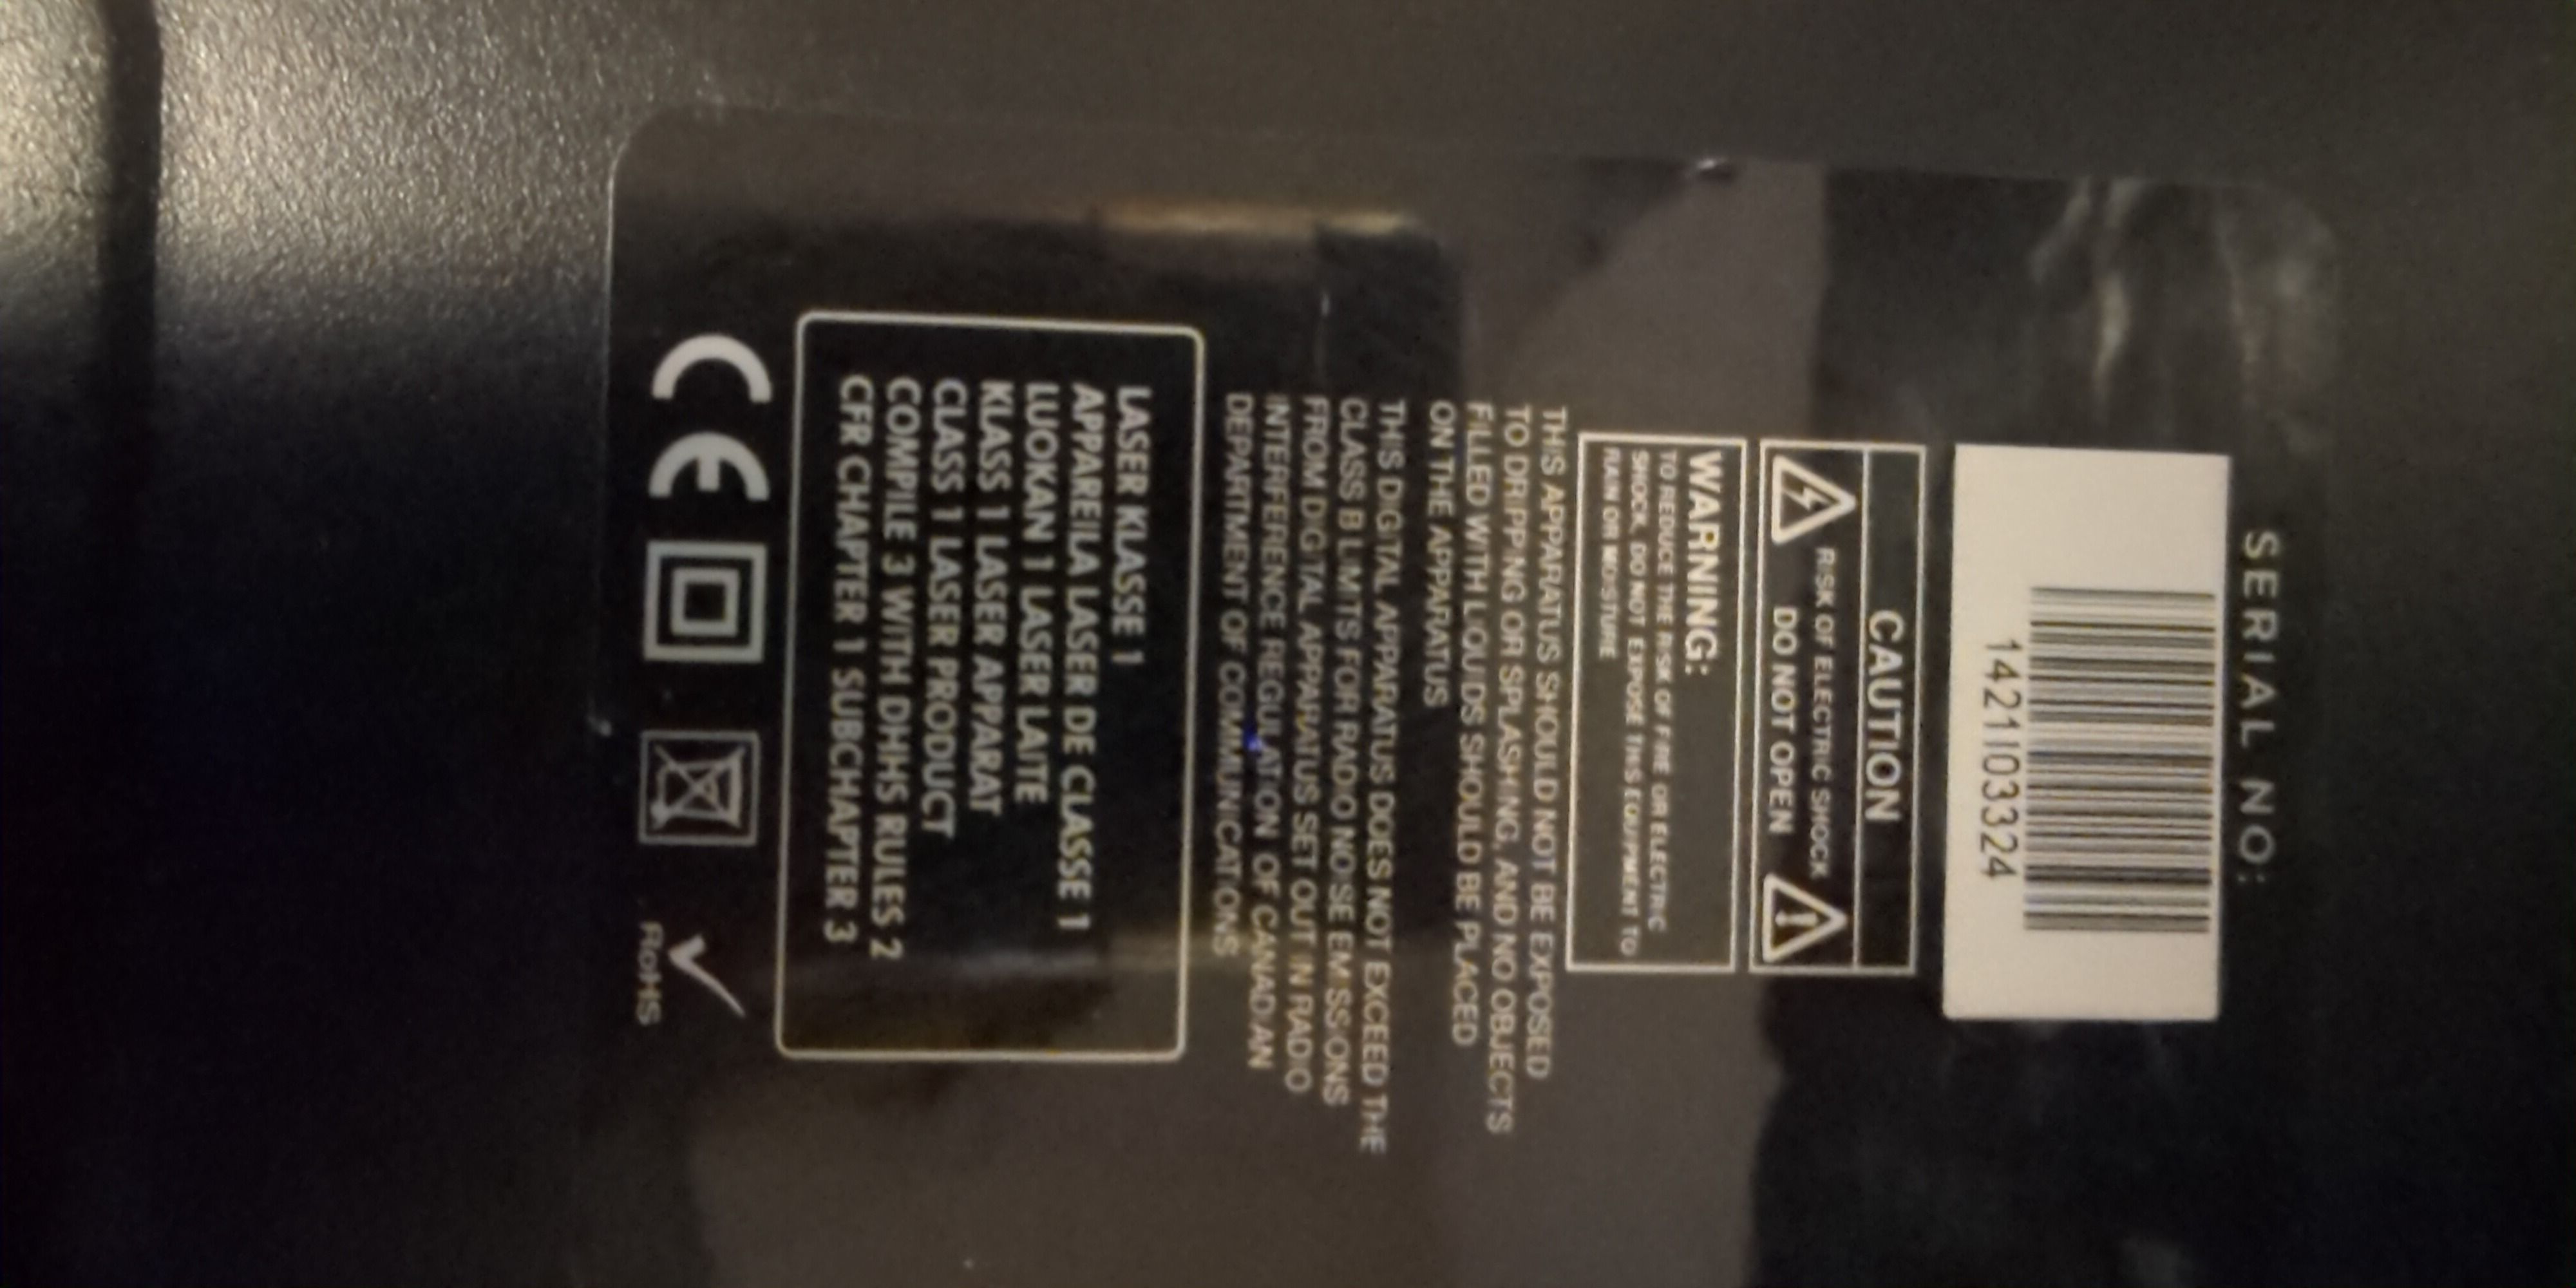 SERIAL NO:
1421I033324
CAUTION
RISK OF ELECTRIC SHOCK
DO NOT OPEN
WARNING:
TO REDUCE THE RISK OF FIRE OR ELECTRIC
SHOCK, DO NOT EXPOSE THIS EQUIPMENT TO
RAIN OR MOISTURE
THIS APPARATUS SHOULD NOT BE EXPOSED
TO DRIPPING OR SPLASHING, AND NO OBJECTS
FILLED WITH LIQUIDS SHOULD BE PLACED
ON THE APPARATUS
THIS DIGITAL APPARATUS DOES NOT EXCEED THE
CLASS B LIMITS FOR RADIO NOISE EMISSIONS
FROM DIGITAL APPARATUS SET OUT IN RADIO
INTERFERENCE REGULATION OF CANADIAN
DEPARTMENT OF COMMUNICATIONS
LASER KLASSE 1
APPAREILA LASER DE CLASSE 1
LUOKAN 1 LASER LAITE
KLASS 1 LASER APPARAT
CLASS 1 LASER PRODUCT
COMPILE 3 WITH DHHS RULES 2
CFR CHAPTER 1 SUBCHAPTER 3
CE
RoHS